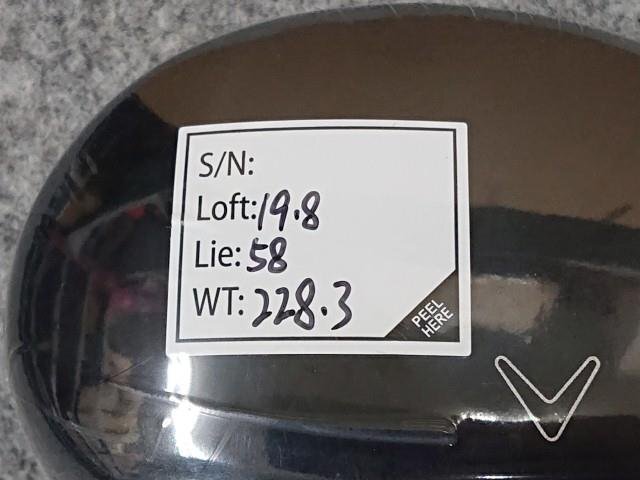 S/N:
Loft: 19.8
Lie: 58
WT: 228.3
PEEL
HERE